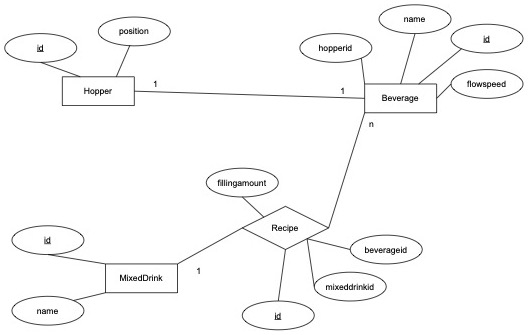 name
position
id
hopperid
id
flowspeed
Hopper
1
1
Beverage
n
fillingamount
Recipe
id
beverageid
MixedDrink
1
mixeddrinkid
name
id